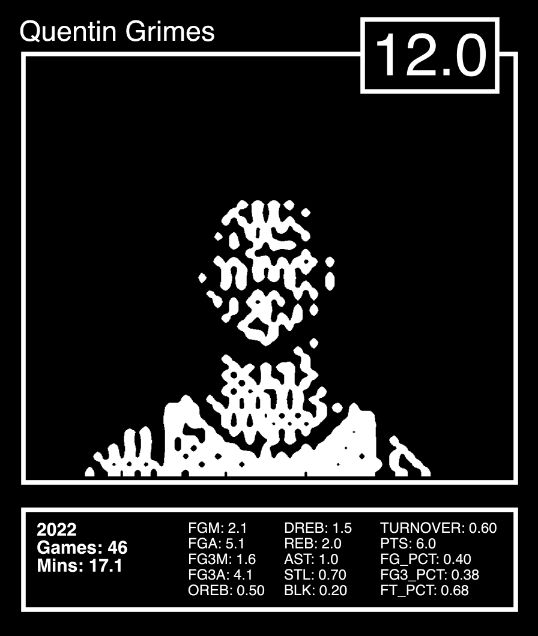 Quentin Grimes
12.0
2022
Games: 46
Mins: 17.1
FGM: 2.1
FGA: 5.1
FG3M: 1.6
FG3A: 4.1
OREB: 0.50
DREB: 1.5
REB: 2.0
AST: 1.0
STL: 0.70
BLK: 0.20
TURNOVER: 0.60
PTS: 6.0
FG_PCT: 0.40
FG3_PCT: 0.38
FT_PCT: 0.68